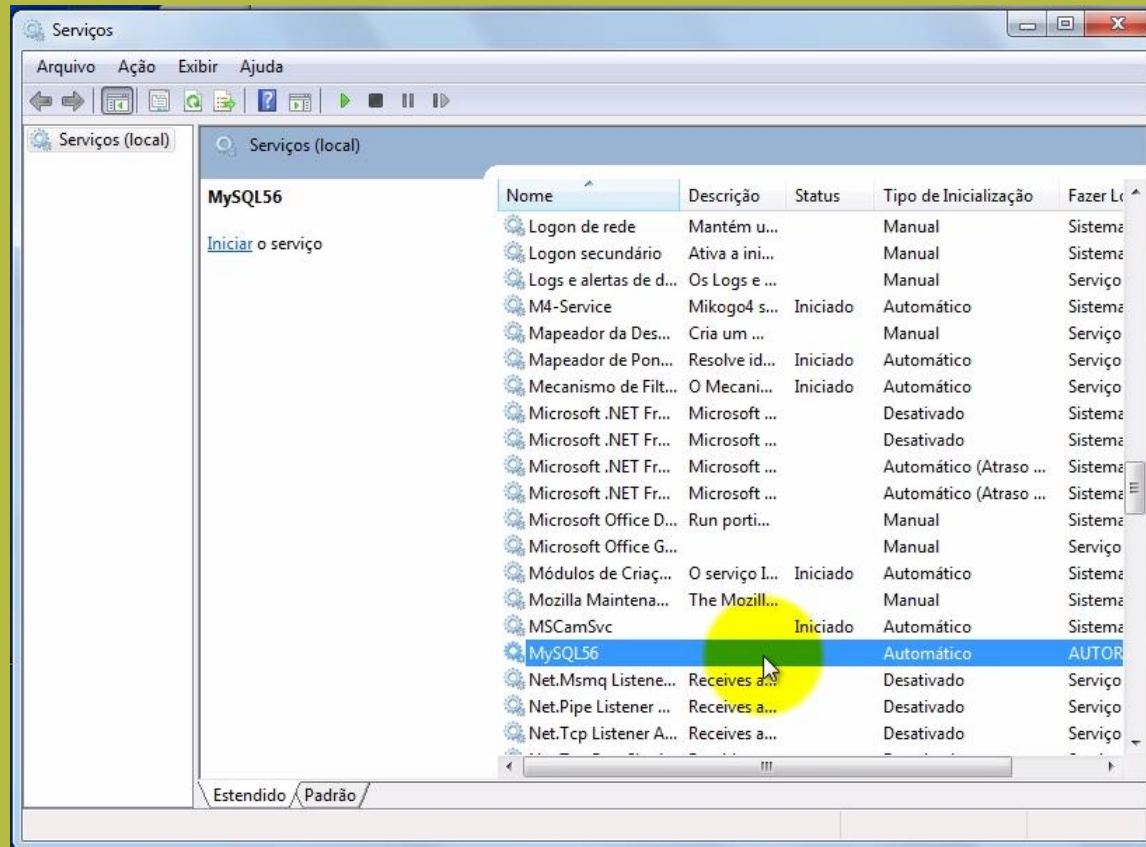 Serviços
Arquivo Ação Exibir Ajuda
Serviços (local)
Serviços (local)
MySQL56
Iniciar o serviço
Nome Descrição Status Tipo de Inicialização Fazer Lo
Logon de rede Mantém u... Manual Sistema
Logon secundário Ativa a ini... Manual Sistema
Logs e alertas de d... Os Logs e ... Manual Serviço
M4-Service Mikogo4 s... Iniciado Automático Sistema
Mapeador da Des... Cria um ... Manual Serviço
Mapeador de Pon... Resolve id... Iniciado Automático Serviço
Mecanismo de Filt... O Mecani... Iniciado Automático Serviço
Microsoft .NET Fr... Microsoft ... Desativado Sistema
Microsoft .NET Fr... Microsoft ... Desativado Sistema
Microsoft .NET Fr... Microsoft ... Automático (Atraso ... Sistema
Microsoft .NET Fr... Microsoft ... Automático (Atraso ... Sistema
Microsoft Office D... Run porti... Manual Sistema
Microsoft Office G... Manual Serviço
Módulos de Criaç... O serviço I... Iniciado Automático Sistema
Mozilla Maintena... The Mozill... Manual Sistema
MSCamSvc Iniciado Automático Sistema
MySQL56 Automático AUTOR
Net.Msmq Listene... Receives a... Desativado Serviço
Net.Pipe Listener ... Receives a... Desativado Serviço
Net.Tcp Listener A... Receives a... Desativado Serviço
Estendido Padrão